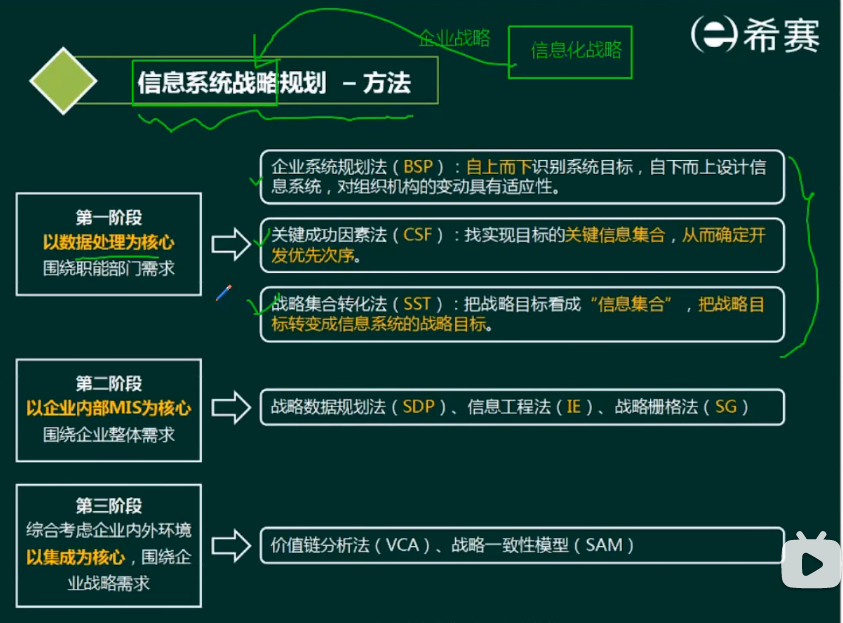 企业战略
信息化战略
希赛
信息系统战略规划 – 方法
第一阶段
以数据处理为核心
围绕职能部门需求
企业系统规划法（BSP）：自上而下识别系统目标，自下而上设计信
息系统，对组织机构的变动具有适应性。
关键成功因素法（CSF）：找实现目标的关键信息集合，从而确定开
发优先次序。
战略集合转化法（SST）：把战略目标看成“信息集合”，把战略目
标转变成信息系统的战略目标。
第二阶段
以企业内部MIS为核心
围绕企业整体需求
战略数据规划法（SDP）、信息工程法（IE）、战略栅格法（SG）
第三阶段
综合考虑企业内外环境
以集成为核心，围绕企
业战略需求
价值链分析法（VCA）、战略一致性模型（SAM）